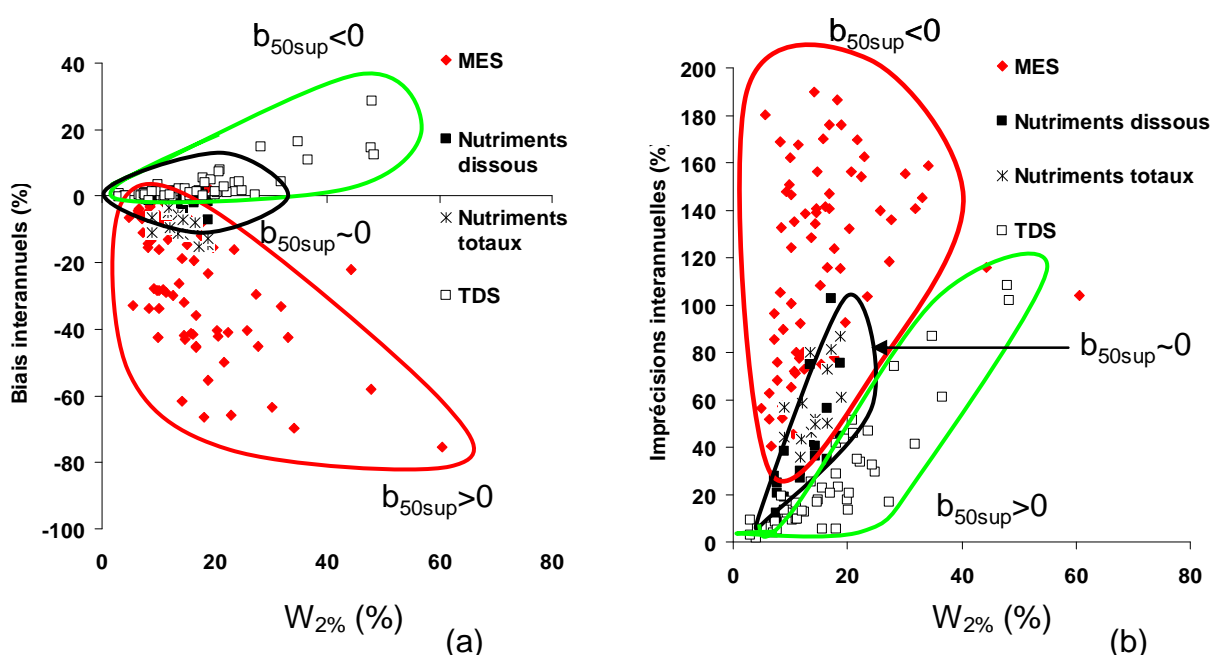 b50sup<0
MES
Nutriments
dissous
Nutriments
totaux
TDS
b50sup~0
b50sup>0
Biais interannuels (%)
40
20
0
-20
-40
-60
-80
-100
0 20 40 60 80
W2% (%)
(a)
b50sup<0
MES
Nutriments dissous
Nutriments totaux
TDS
b50sup~0
b50sup>0
Imprécisions interannuelles (%)
200
180
160
140
120
100
80
60
40
20
0
0 20 40 60 80
W2% (%)
(b)